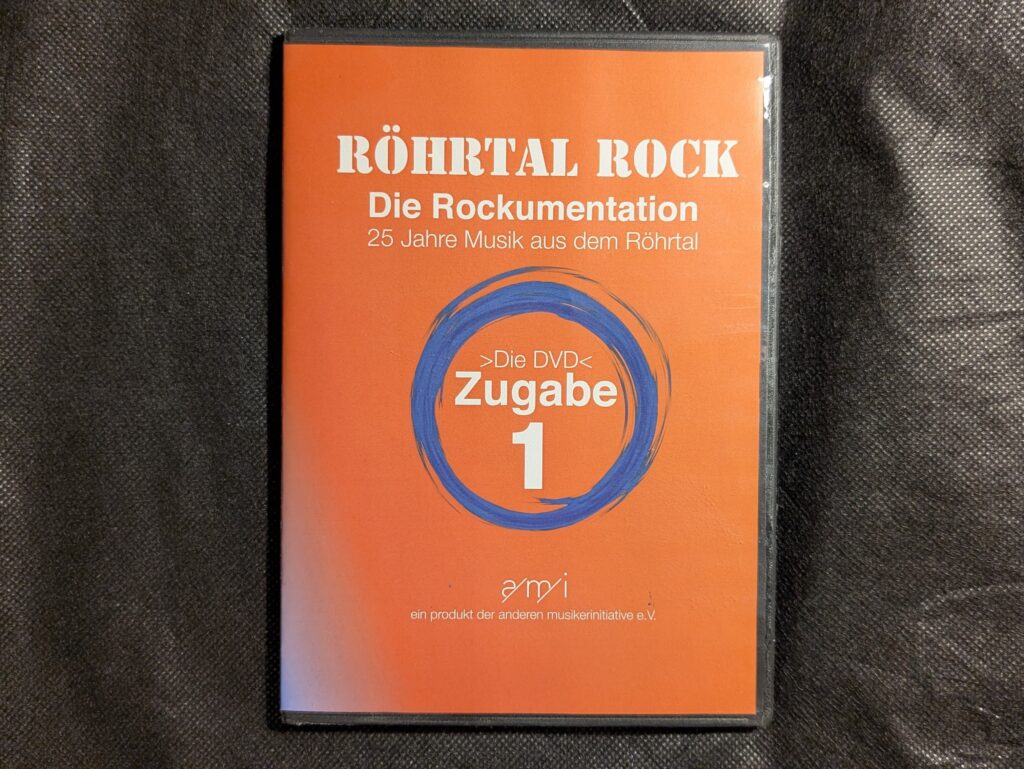 RÖHRTAL ROCK
Die Rockumentation
25 Jahre Musik aus dem Röhrtal
>Die DVD<
Zugabe
1
a/m/i
ein produkt der anderen musikerinitiative e.V.